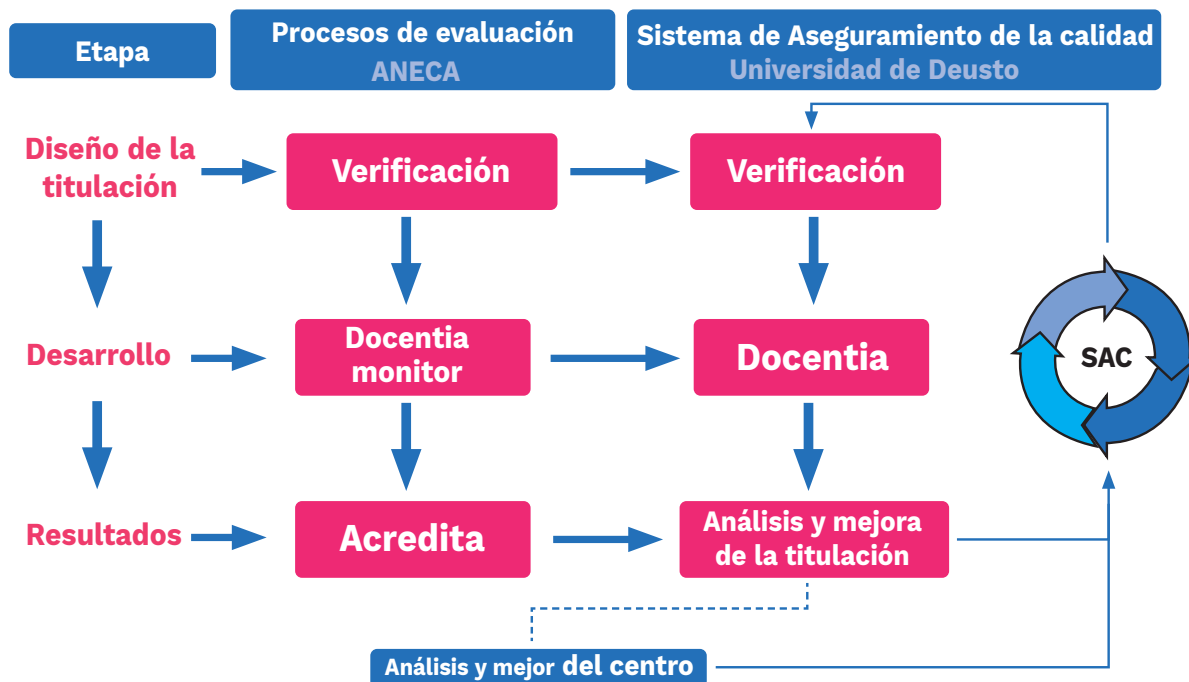 Etapa
Procesos de evaluación
ANECA
Sistema de Aseguramiento de la calidad
Universidad de Deusto
Diseño de la
titulación
Verificación
Verificación
Desarrollo
Docentia
monitor
Docentia
SAC
Resultados
Acredita
Análisis y mejora
de la titulación
Análisis y mejor del centro